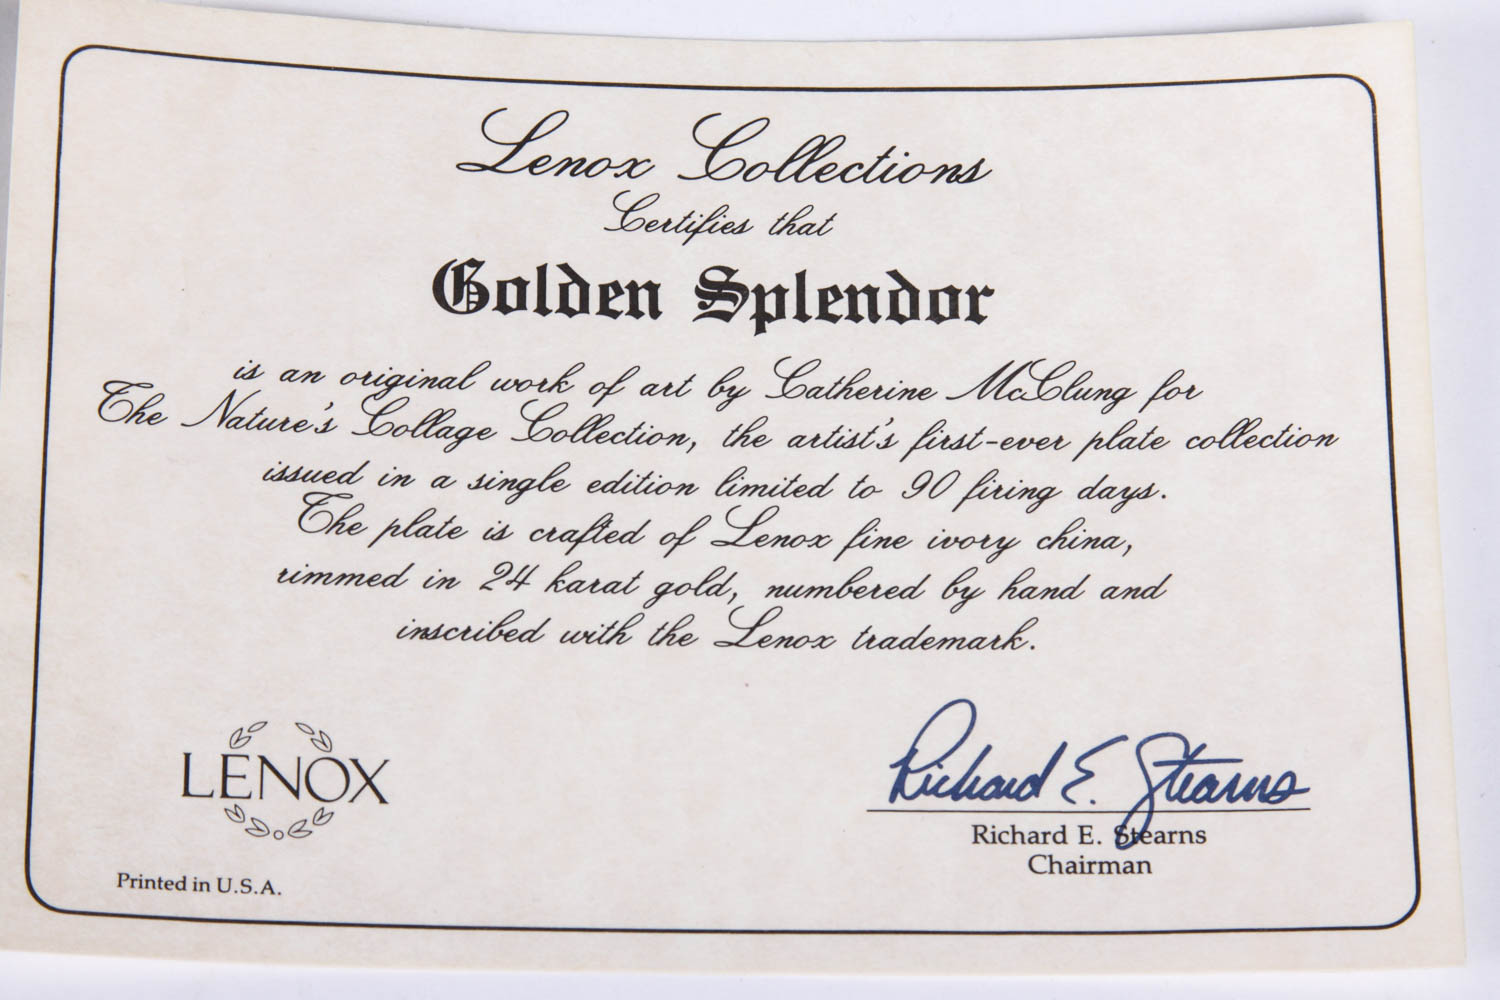 Lenox Collections
Certifies that
Golden Splendor
is an original work of art by Catherine McClung for
The Nature's Collage Collection, the artist's first-ever plate collection
issued in a single edition limited to 90 firing days.
The plate is crafted of Lenox fine ivory china,
rimmed in 24 karat gold, numbered by hand and
inscribed with the Lenox trademark.
LENOX
Printed in U.S.A.
Richard E. Stearns
Richard E. Stearns
Chairman